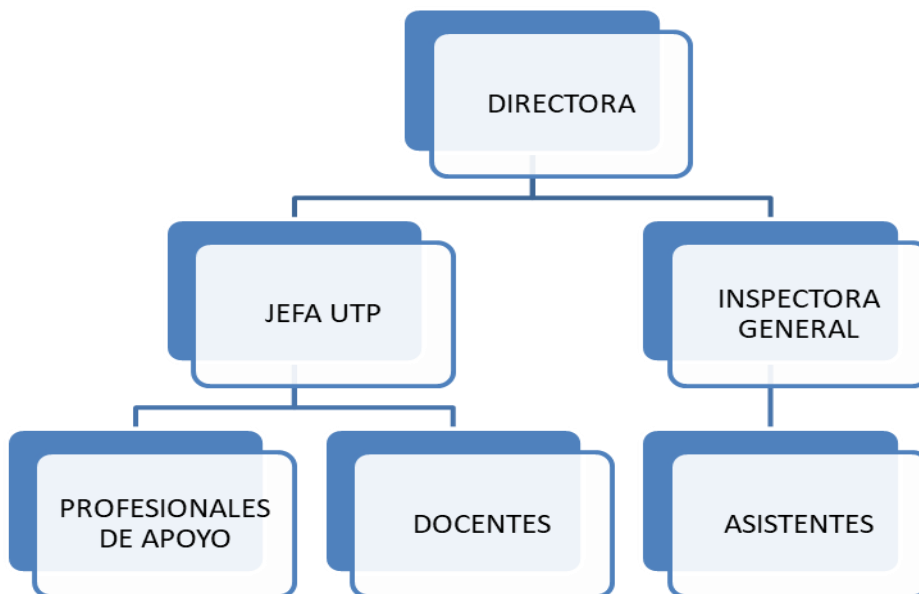 DIRECTORA
JEFA UTP
INSPECTORA
GENERAL
PROFESIONALES
DE APOYO
DOCENTES
ASISTENTES